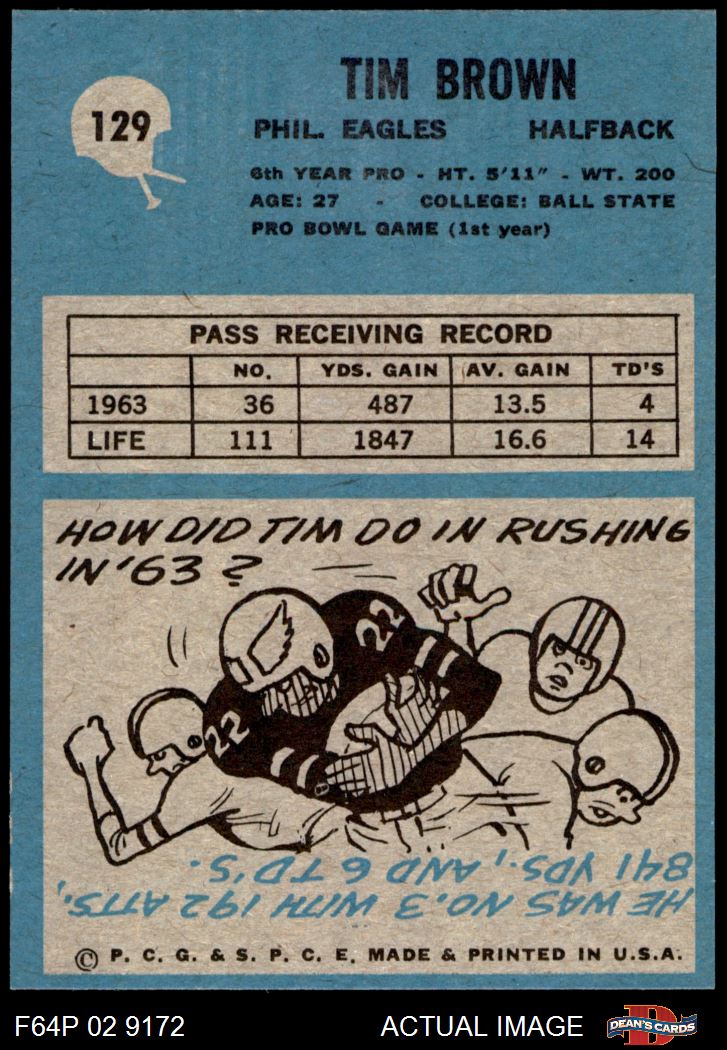 129
TIM BROWN
PHIL. EAGLES HALFBACK
6th YEAR PRO - HT. 5'11" - WT. 200
AGE: 27 - COLLEGE: BALL STATE
PRO BOWL GAME (1st year)
PASS RECEIVING RECORD
NO. YDS. GAIN AV. GAIN TD'S
1963 36 487 13.5 4
LIFE 111 1847 16.6 14
HOW DID TIM DO IN RUSHING
IN '63?
22
22
HE WAS NO. 3 WITH 192 ATTS,
841 YDS., AND 6 TD'S.
© P. C. G. & S. P. C. E. MADE & PRINTED IN U.S.A.
F64P 02 9172 ACTUAL IMAGE DEAN'S CARDS